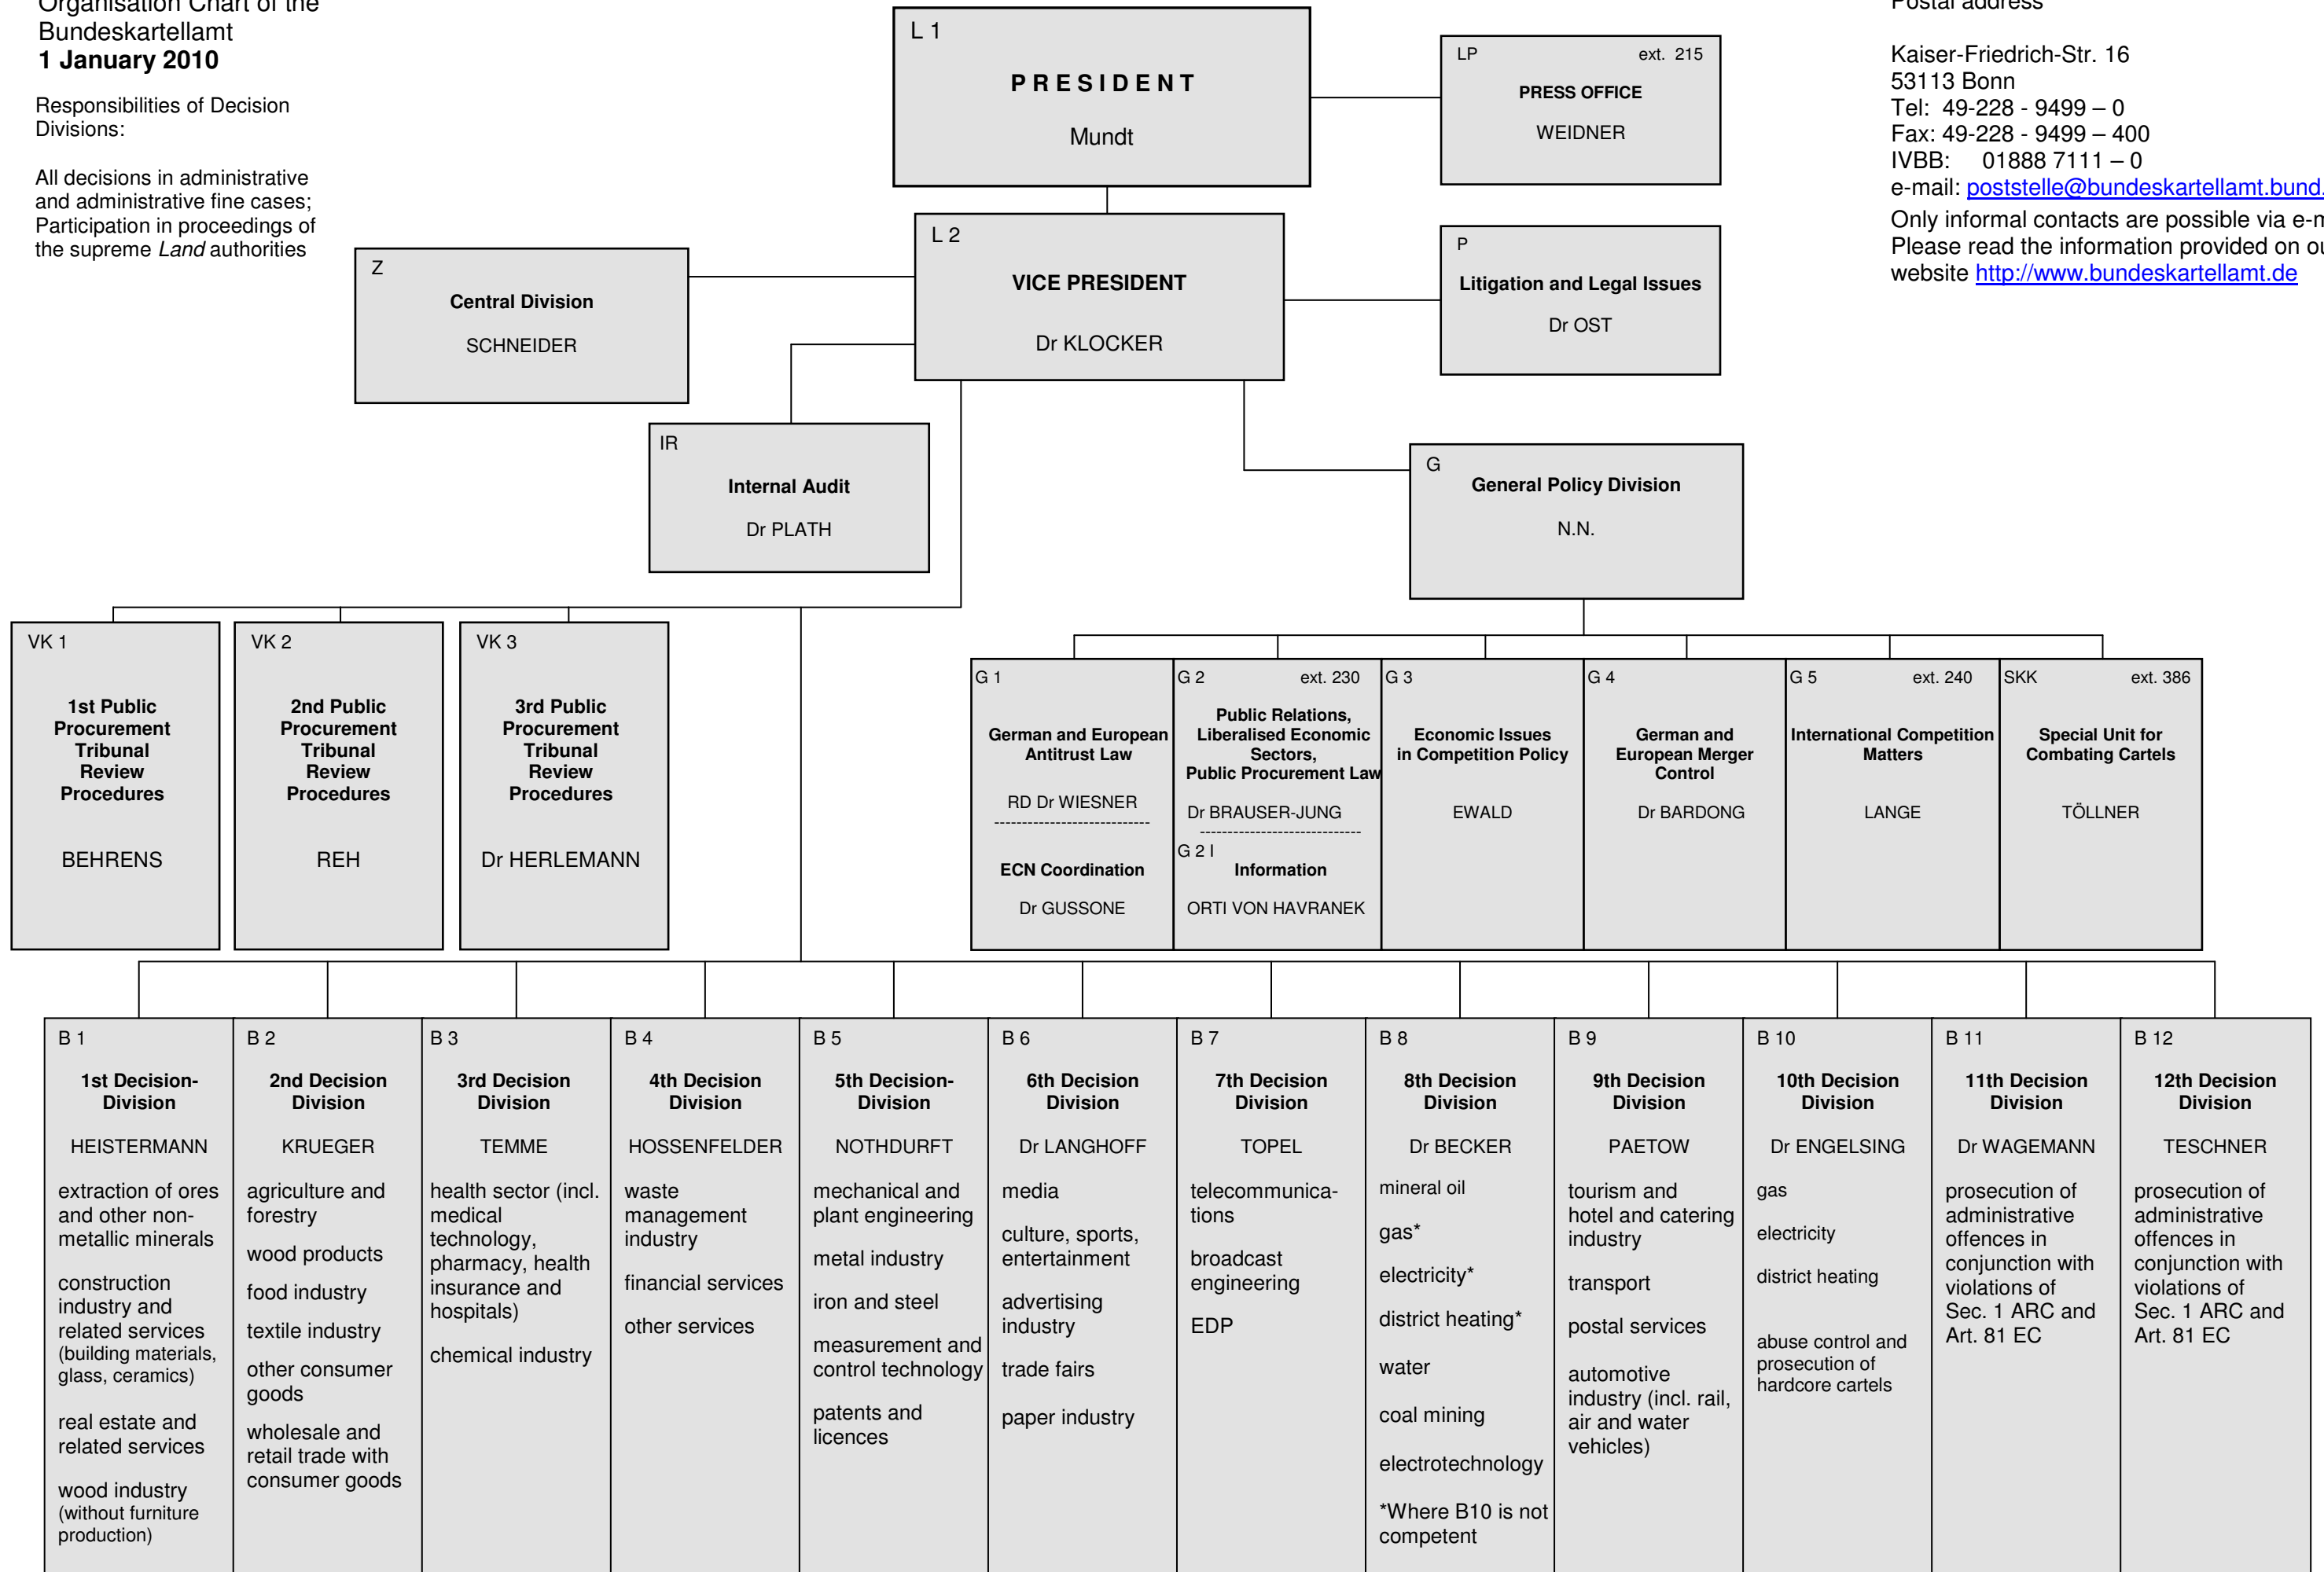 Organisation Chart of the
Bundeskartellamt
1 January 2010
Responsibilities of Decision
Divisions:
All decisions in administrative
and administrative fine cases;
Participation in proceedings of
the supreme Land authorities
L 1
PRESIDENT
Mundt
LP ext. 215
PRESS OFFICE
WEIDNER
Postal address
Kaiser-Friedrich-Str. 16
53113 Bonn
Tel: 49-228 - 9499 – 0
Fax: 49-228 - 9499 – 400
IVBB: 01888 7111 – 0
e-mail: poststelle@bundeskartellamt.bund.
Only informal contacts are possible via e-m
Please read the information provided on ou
website http://www.bundeskartellamt.de
Z
Central Division
SCHNEIDER
L 2
VICE PRESIDENT
Dr KLOCKER
P
Litigation and Legal Issues
Dr OST
IR
Internal Audit
Dr PLATH
G
General Policy Division
N.N.
VK 1
1st Public
Procurement
Tribunal
Review
Procedures
BEHRENS
VK 2
2nd Public
Procurement
Tribunal
Review
Procedures
REH
VK 3
3rd Public
Procurement
Tribunal
Review
Procedures
Dr HERLEMANN
G 1
German and European
Antitrust Law
RD Dr WIESNER
----------------------------
ECN Coordination
Dr GUSSONE
G 2 ext. 230
Public Relations,
Liberalised Economic
Sectors,
Public Procurement Law
Dr BRAUSER-JUNG
-----------------------------
G 2 I
Information
ORTI VON HAVRANEK
G 3
Economic Issues
in Competition Policy
EWALD
G 4
German and
European Merger
Control
Dr BARDONG
G 5 ext. 240
International Competition
Matters
LANGE
SKK ext. 386
Special Unit for
Combating Cartels
TÖLLNER
B 1
1st Decision-
Division
HEISTERMANN
extraction of ores
and other non-
metallic minerals
construction
industry and
related services
(building materials,
glass, ceramics)
real estate and
related services
wood industry
(without furniture
production)
B 2
2nd Decision
Division
KRUEGER
agriculture and
forestry
wood products
food industry
textile industry
other consumer
goods
wholesale and
retail trade with
consumer goods
B 3
3rd Decision
Division
TEMME
health sector (incl.
medical
technology,
pharmacy, health
insurance and
hospitals)
chemical industry
B 4
4th Decision
Division
HOSSENFELDER
waste
management
industry
financial services
other services
B 5
5th Decision-
Division
NOTHDURFT
mechanical and
plant engineering
metal industry
iron and steel
measurement and
control technology
patents and
licences
B 6
6th Decision
Division
Dr LANGHOFF
media
culture, sports,
entertainment
advertising
industry
trade fairs
paper industry
B 7
7th Decision
Division
TOPEL
telecommunica-
tions
broadcast
engineering
EDP
B 8
8th Decision
Division
Dr BECKER
mineral oil
gas*
electricity*
district heating*
water
coal mining
electrotechnology
*Where B10 is not
competent
B 9
9th Decision
Division
PAETOW
tourism and
hotel and catering
industry
transport
postal services
automotive
industry (incl. rail,
air and water
vehicles)
B 10
10th Decision
Division
Dr ENGELSING
gas
electricity
district heating
abuse control and
prosecution of
hardcore cartels
B 11
11th Decision
Division
Dr WAGEMANN
prosecution of
administrative
offences in
conjunction with
violations of
Sec. 1 ARC and
Art. 81 EC
B 12
12th Decision
Division
TESCHNER
prosecution of
administrative
offences in
conjunction with
violations of
Sec. 1 ARC and
Art. 81 EC